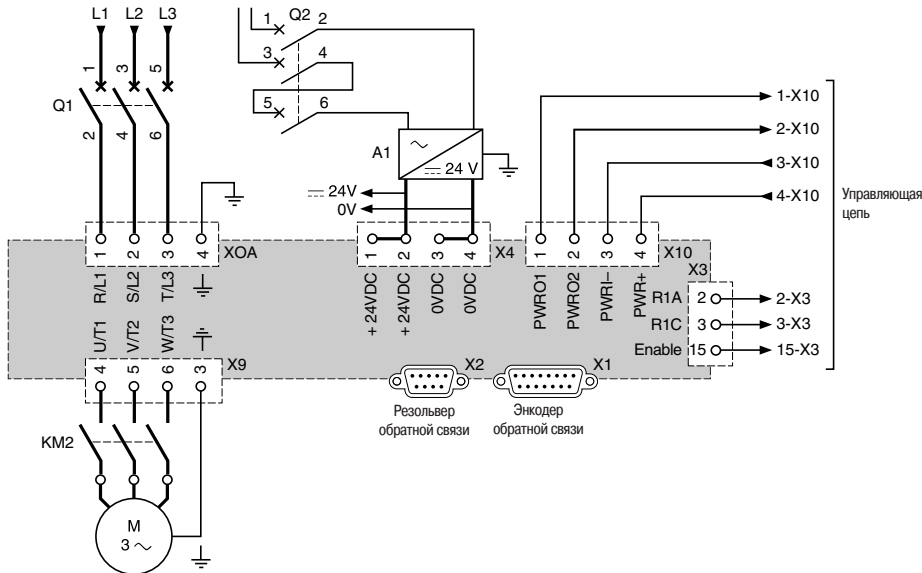 L1 L2 L3
1 3 5
Q1
2 4 6
Q2
1 2
3 4
5 6
A1
24 V
24V
0V
1-X10
2-X10
3-X10
4-X10
Управляющая
цепь
1 2 3 4
XOA
R/L1 S/L2 T/L3
1 2 3 4
X4
+24VDC +24VDC 0VDC 0VDC
1 2 3 4
X10
PWRO1 PWRO2 PWRI– PWR+
X3
R1A 2
2-X3
R1C 3
3-X3
Enable 15
15-X3
U/T1 V/T2 W/T3
4 5 6 3
X9
X2
X1
Резольвер
обратной связи
Энкодер
обратной связи
KM2
M
3